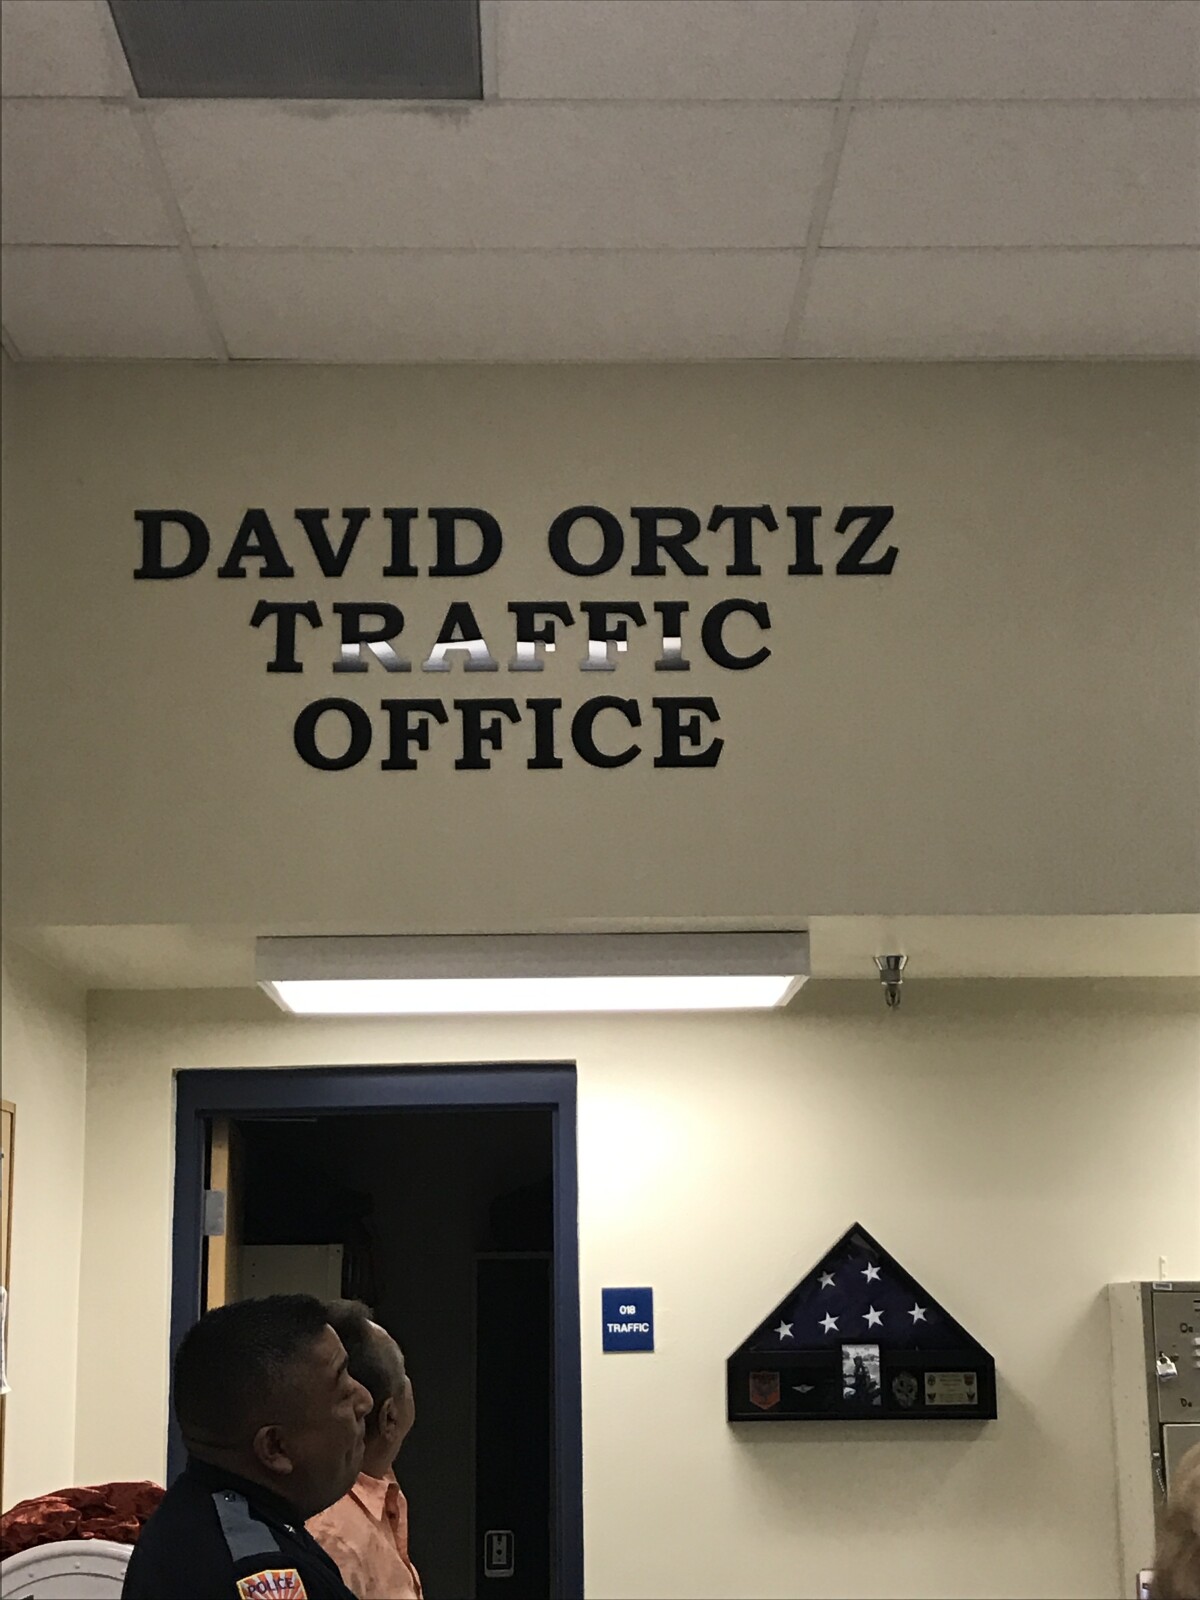 DAVID ORTIZ
TRAFFIC
OFFICE
018
TRAFFIC
POLICE